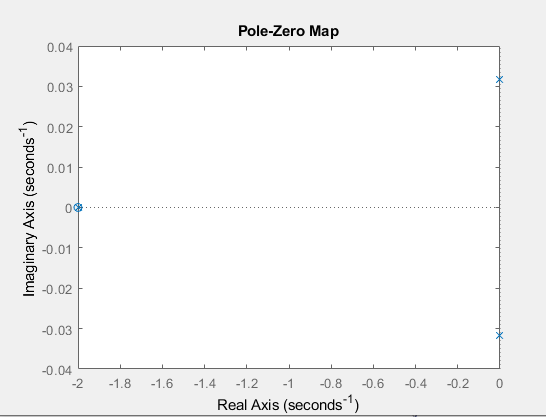 Pole-Zero Map
0.04
0.03
0.02
0.01
0
-0.01
-0.02
-0.03
-0.04
Imaginary Axis (seconds⁻¹)
-2 -1.8 -1.6 -1.4 -1.2 -1 -0.8 -0.6 -0.4 -0.2 0
Real Axis (seconds⁻¹)